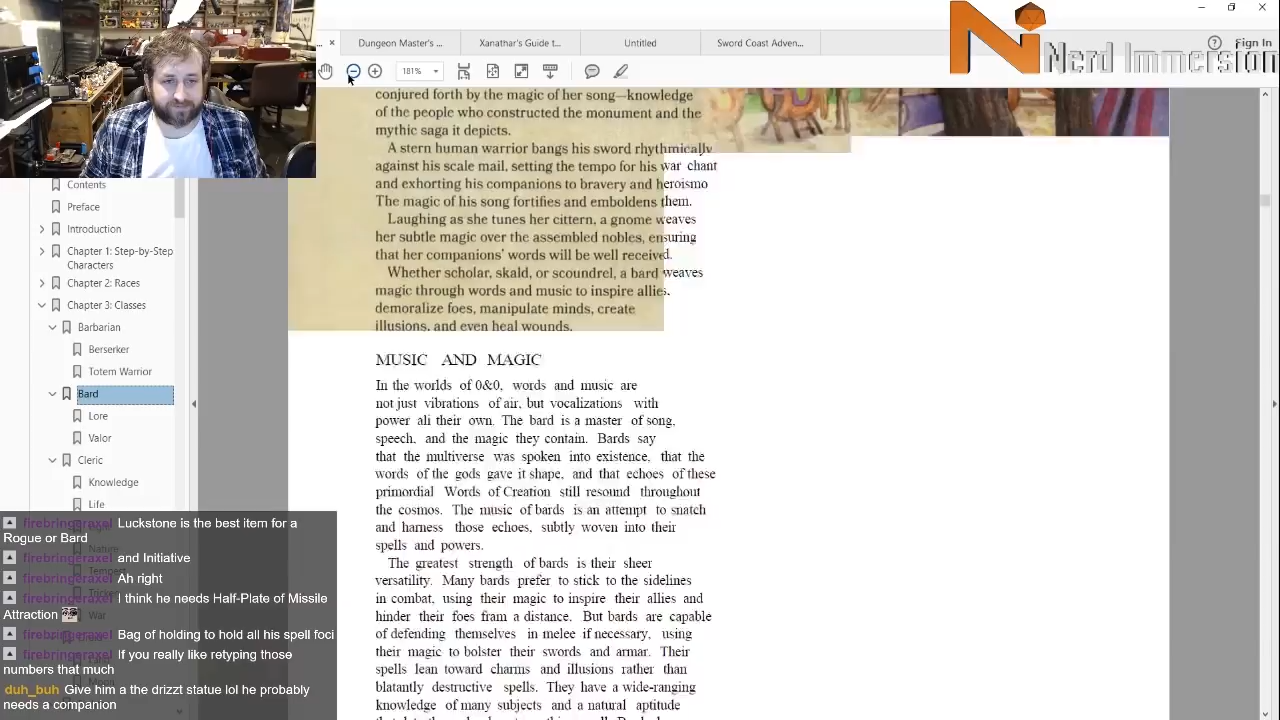 Dungeon Master's ...
Xanathar's Guide t...
Untitled
Sword Coast Adven...
Sign In
Nerd Immersion
181%
Contents
Preface
Introduction
Chapter 1: Step-by-Step
Characters
Chapter 2: Races
Chapter 3: Classes
Barbarian
Berserker
Totem Warrior
Bard
Lore
Valor
Cleric
Knowledge
Life
Nature
Tempest
War
Moon
conjured forth by the magic of her song—knowledge
of the people who constructed the monument and the
mythic saga it depicts.
A stern human warrior bangs his sword rhythmically
against his scale mail, setting the tempo for his war chant
and exhorting his companions to bravery and heroismo
The magic of his song fortifies and emboldens them.
Laughing as she tunes her cittern, a gnome weaves
her subtle magic over the assembled nobles, ensuring
that her companions' words will be well received.
Whether scholar, skald, or scoundrel, a bard weaves
magic through words and music to inspire allies,
demoralize foes, manipulate minds, create
illusions, and even heal wounds.
MUSIC AND MAGIC
In the worlds of 0&0, words and music are
not just vibrations of air, but vocalizations with
power ali their own. The bard is a master of song,
speech, and the magic they contain. Bards say
that the multiverse was spoken into existence, that the
words of the gods gave it shape, and that echoes of these
primordial Words of Creation still resound throughout
the cosmos. The music of bards is an attempt to snatch
and harness those echoes, subtly woven into their
spells and powers.
The greatest strength of bards is their sheer
versatility. Many bards prefer to stick to the sidelines
in combat, using their magic to inspire their allies and
hinder their foes fram a distance. But bards are capable
of defending themselves in melee if necessary, using
their magic to bolster their swords and armar. Their
spells lean toward charms and illusions rather than
blatantly destructive spells. They have a wide-ranging
knowledge of many subjects and a natural aptitude
firebringeraxel Luckstone is the best item for a
Rogue or Bard
firebringeraxel and Initiative
firebringeraxel Ah right
firebringeraxel I think he needs Half-Plate of Missile
Attraction
firebringeraxel Bag of holding to hold all his spell foci
firebringeraxel If you really like retyping those
numbers that much
duh_buh Give him a the drizzt statue lol he probably
needs a companion